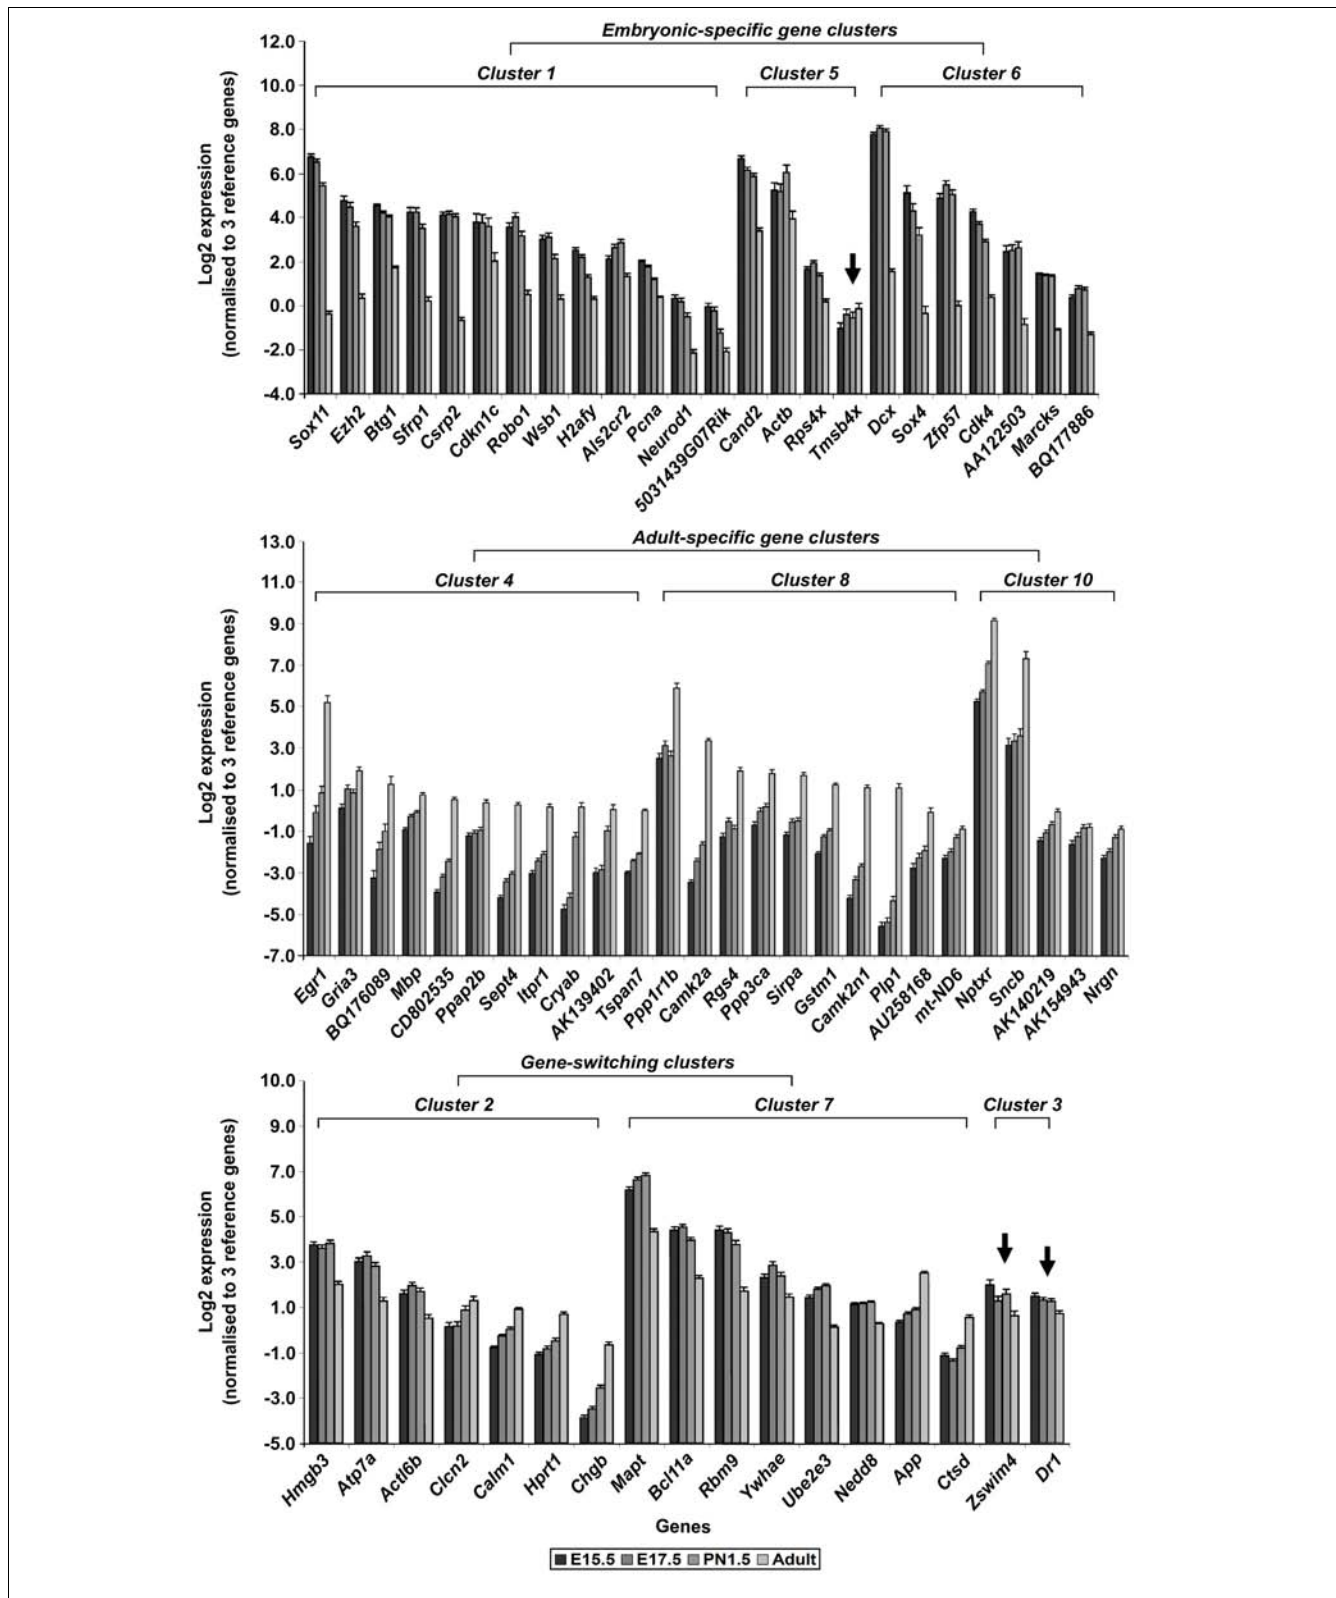 Embryonic-specific gene clusters
Cluster 1
Cluster 5
Cluster 6
Log2 expression
(normalised to 3 reference genes)
12.0
10.0
8.0
6.0
4.0
2.0
0.0
-2.0
-4.0
Sox11
Ezh2
Btg1
Sfrp1
Csrp2
Cdkn1c
Robo1
Wsb1
H2afy
Als2cr2
Pcna
Neurod1
5031439G07Rik
Cand2
Actb
Rps4x
Tmsb4x
Dcx
Sox4
Zfp57
Cdk4
AA122503
Marcks
BQ177886
Adult-specific gene clusters
Cluster 4
Cluster 8
Cluster 10
Log2 expression
(normalised to 3 reference genes)
13.0
11.0
9.0
7.0
5.0
3.0
1.0
-1.0
-3.0
-5.0
-7.0
Egr1
Gria3
BQ176089
Mbp
CD802535
Ppap2b
Sept4
Itpr1
Cryab
AK139402
Tspan7
Ppp1r1b
Camk2a
Rgs4
Ppp3ca
Sirpa
Gstm1
Camk2n1
Plp1
AU258168
mt-ND6
Nptxr
Sncb
AK140219
AK154943
Nrgn
Gene-switching clusters
Cluster 2
Cluster 7
Cluster 3
Log2 expression
(normalised to 3 reference genes)
10.0
9.0
7.0
5.0
3.0
1.0
-1.0
-3.0
-5.0
Hmgb3
Atp7a
Actl6b
Clcn2
Calm1
Hprt1
Chgb
Mapt
Bcl11a
Rbm9
Ywhae
Ube2e3
Nedd8
App
Ctsd
Zswim4
Dr1
Genes
E15.5 E17.5 PN1.5 Adult